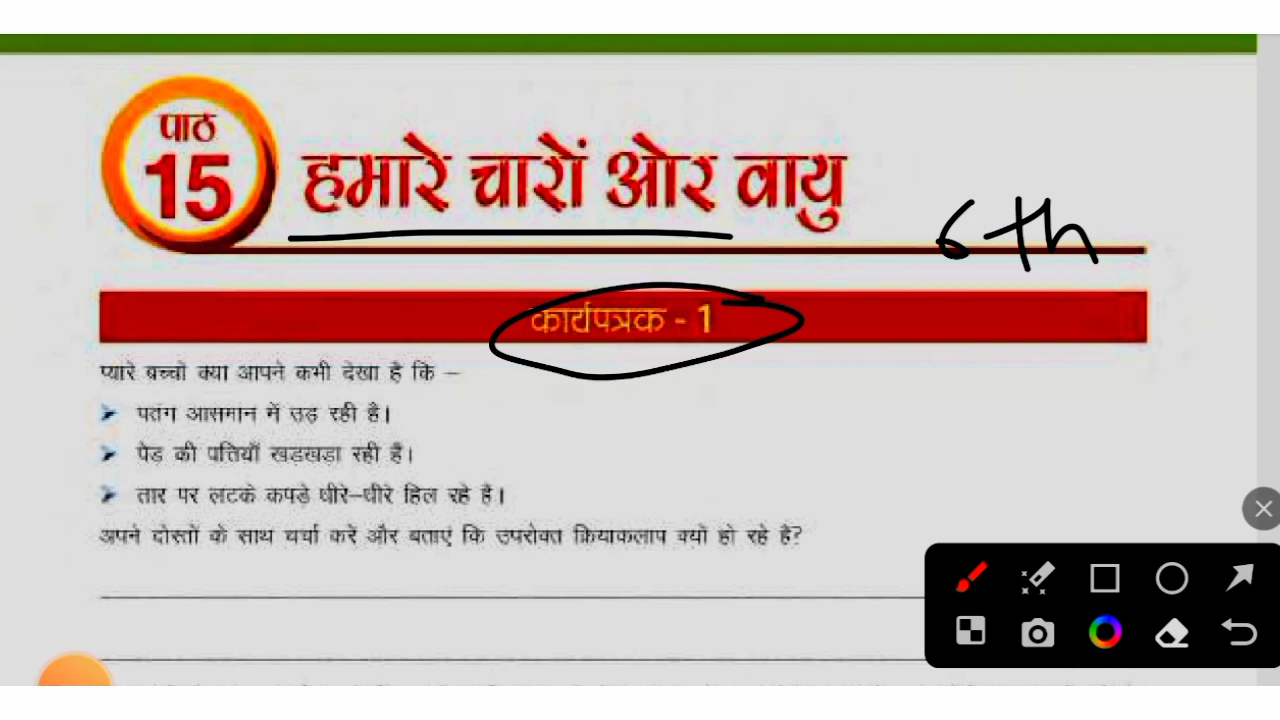 पाठ
15
हमारे चारों ओर वायु
6th
कार्यपत्रक - 1
प्यारे बच्चों क्या आपने कभी देखा है कि –
➤ पतंग आसमान में उड़ रही है।
➤ पेड़ की पत्तियाँ खड़खड़ा रही हैं।
➤ तार पर लटके कपड़े धीरे–धीरे हिल रहे हैं।
अपने दोस्तों के साथ चर्चा करें और बताएं कि उपरोक्त क्रियाकलाप क्यों हो रहे हैं?